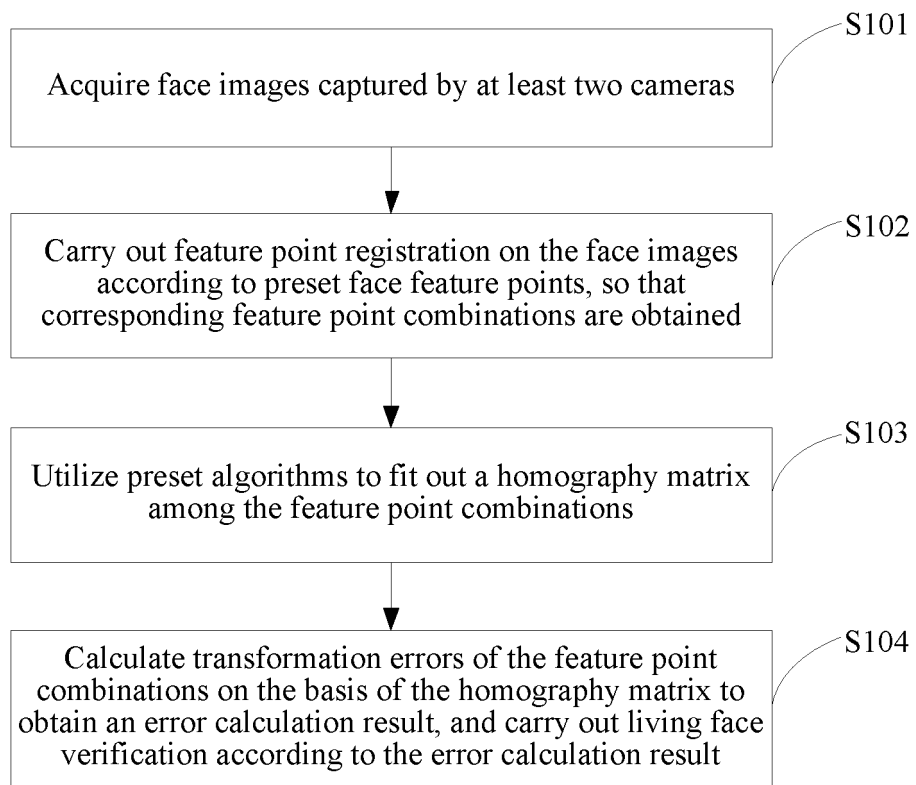 S101
Acquire face images captured by at least two cameras
S102
Carry out feature point registration on the face images
according to preset face feature points, so that
corresponding feature point combinations are obtained
S103
Utilize preset algorithms to fit out a homography matrix
among the feature point combinations
S104
Calculate transformation errors of the feature point
combinations on the basis of the homography matrix to
obtain an error calculation result, and carry out living face
verification according to the error calculation result